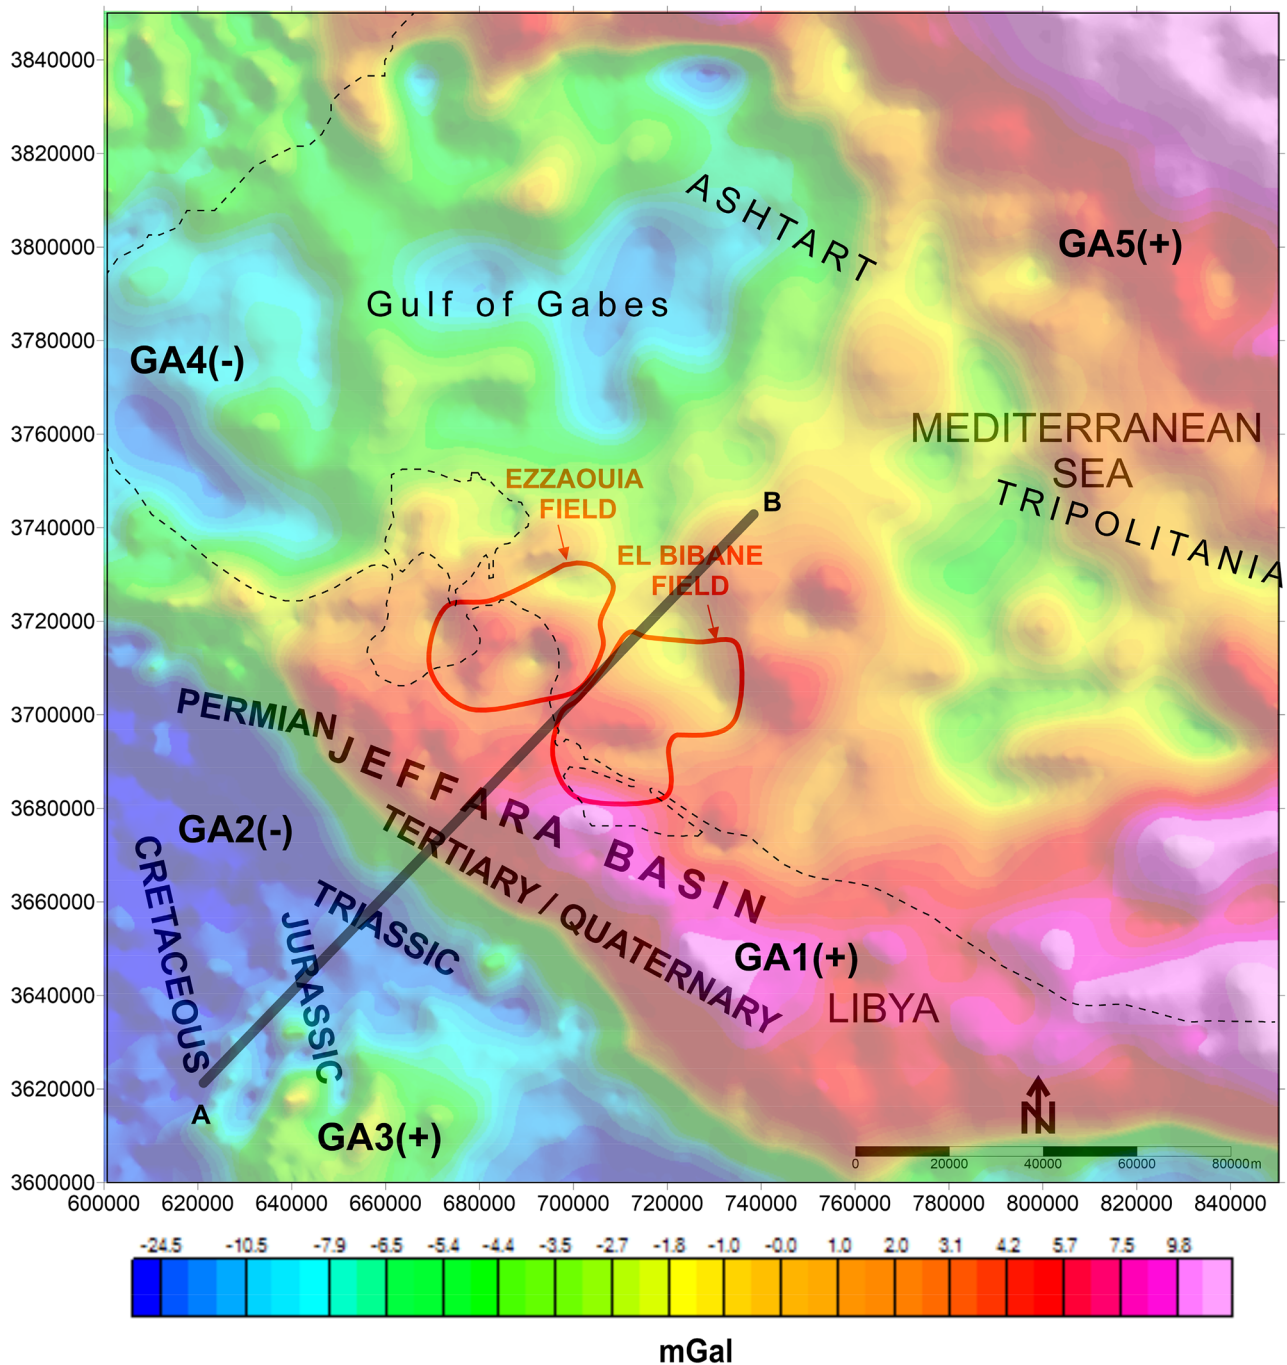 3840000
3820000
3800000
3780000
3760000
3740000
3720000
3700000
3680000
3660000
3640000
3620000
3600000
ASHTART
GA5(+)
Gulf of Gabes
GA4(-)
MEDITERRANEAN
SEA
TRIPOLITANIA
EZZAOUIA
FIELD
B
EL BIBANE
FIELD
PERMIAN
JEFFARA BASIN
TERTIARY / QUATERNARY
GA2(-)
CRETACEOUS
TRIASSIC
JURASSIC
GA1(+)
LIBYA
A
GA3(+)
N
0 20000 40000 60000 80000m
600000 620000 640000 660000 680000 700000 720000 740000 760000 780000 800000 820000 840000
-24.5 -10.5 -7.9 -6.5 -5.4 -4.4 -3.5 -2.7 -1.8 -1.0 -0.0 1.0 2.0 3.1 4.2 5.7 7.5 9.8
mGal